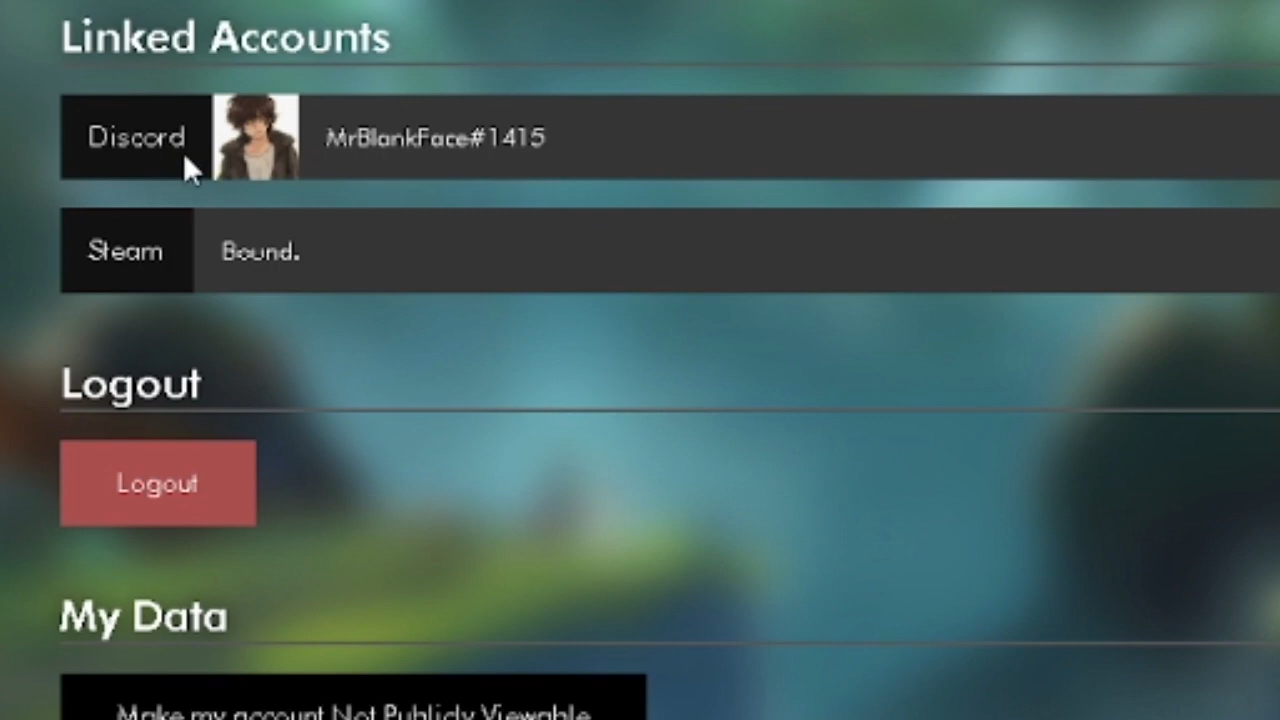 Linked Accounts
Discord MrBlankFace#1415
Steam Bound.
Logout
Logout
My Data
Make my account Not Publicly Viewable